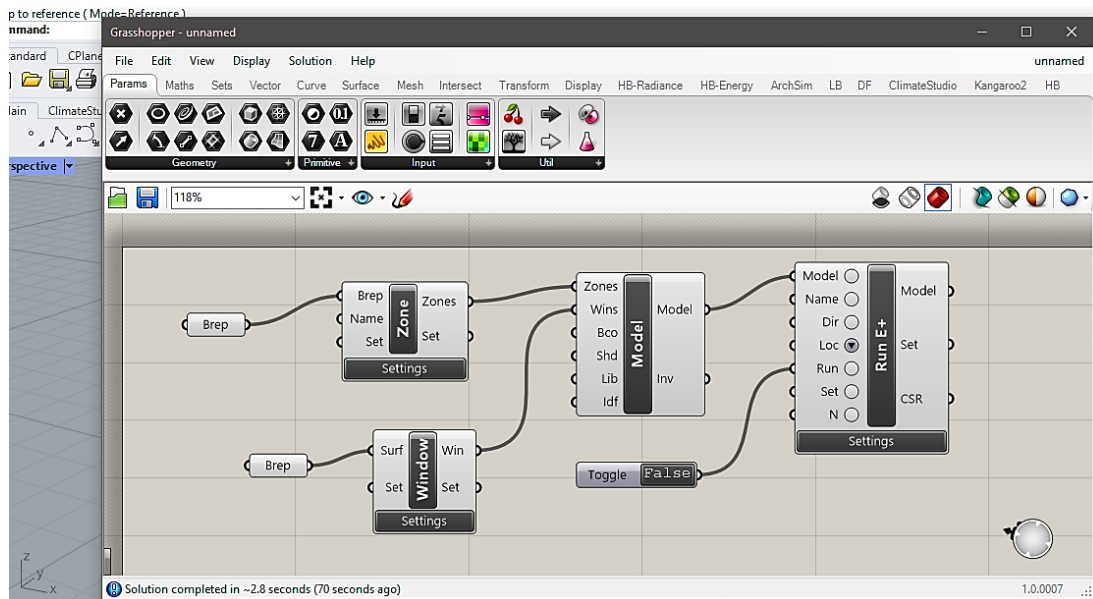 p to reference ( Mode=Reference )
mmand:
andard CPlane
lain ClimateStu
spective
Grasshopper - unnamed
File Edit View Display Solution Help unnamed
Params Maths Sets Vector Curve Surface Mesh Intersect Transform Display HB-Radiance HB-Energy ArchSim LB DF ClimateStudio Kangaroo2 HB
Geometry Primitive Input Util
118%
Brep
Brep Name Set Zone Zones Set
Settings
Zones Wins Bco Shd Lib Idf Model Model Inv
Model Name Dir Loc Run Set N Run E+ Model Set CSR
Settings
Brep
Surf Set Window Win Set
Settings
Toggle False
z
y
x
Solution completed in ~2.8 seconds (70 seconds ago) 1.0.0007